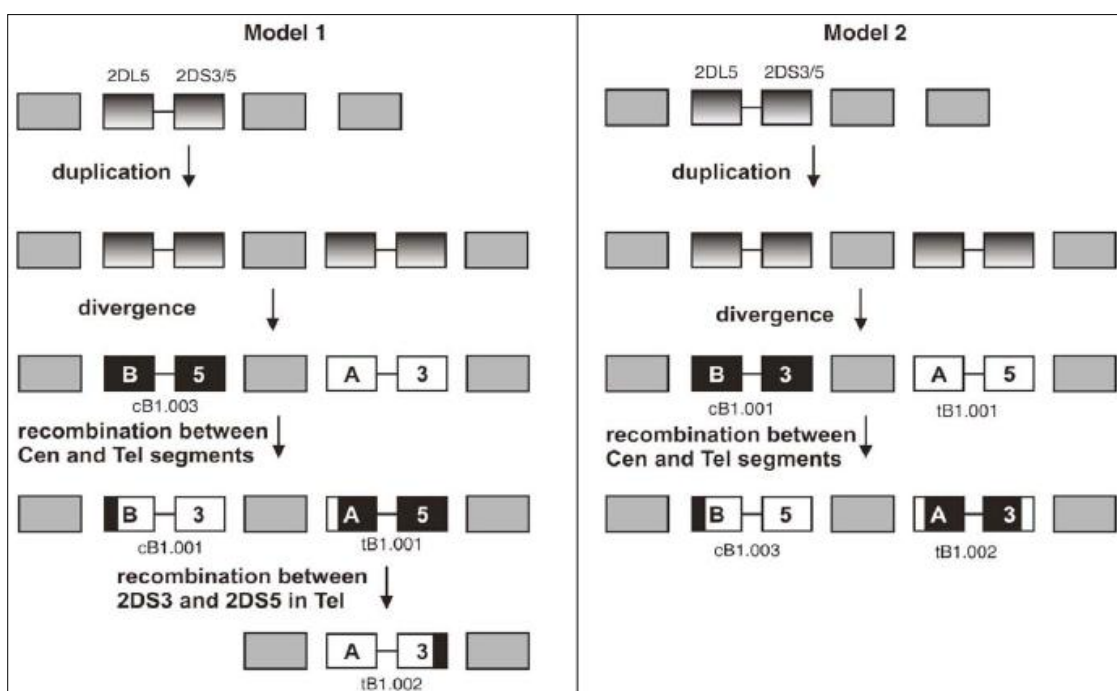 Model 1
2DL5 2DS3/5
duplication
divergence
B 5 A 3
cB1.003
recombination between
Cen and Tel segments
B 3 A 5
cB1.001 tB1.001
recombination between
2DS3 and 2DS5 in Tel
A 3
tB1.002
Model 2
2DL5 2DS3/5
duplication
divergence
B 3 A 5
cB1.001 tB1.001
recombination between
Cen and Tel segments
B 5 A 3
cB1.003 tB1.002